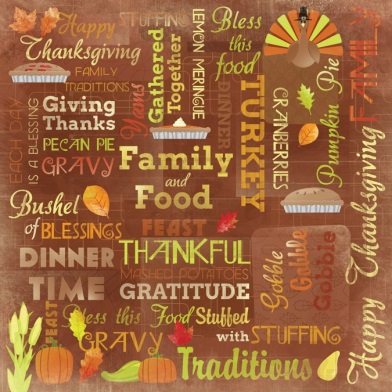 Happy
Thanksgiving
FAMILY
TRADITIONS
STUFFING
Yams
Gathered
Together
LEMON MERINGUE
Bless
this
food
DINNER
TURKEY
CRANBERRIES
Pumpkin Pie
FAMILY
EACH DAY
IS A BLESSING
Giving
Thanks
PECAN PIE
GRAVY
Family
and
Food
Bushel
of BLESSINGS
FEAST
DINNER
TIME
THANKFUL
MASHED POTATOES
GRATITUDE
Gobble
Gobble
Gobble
Happy Thanksgiving
FEAST
Bless this Food
Stuffed
with STUFFING
GRAVY
Traditions